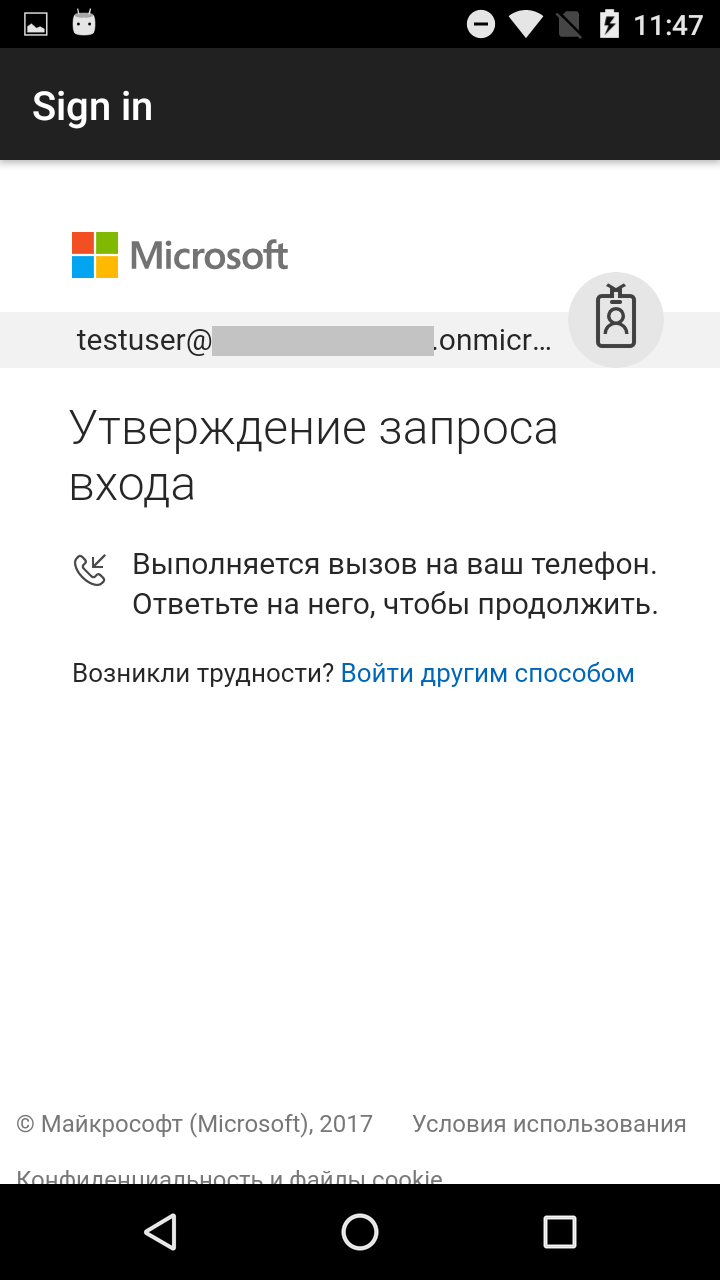 11:47
Sign in
Microsoft
testuser@ .onmicr...
Утверждение запроса
входа
Выполняется вызов на ваш телефон.
Ответьте на него, чтобы продолжить.
Возникли трудности? Войти другим способом
© Майкрософт (Microsoft), 2017 Условия использования
Конфиденциальность и файлы cookie